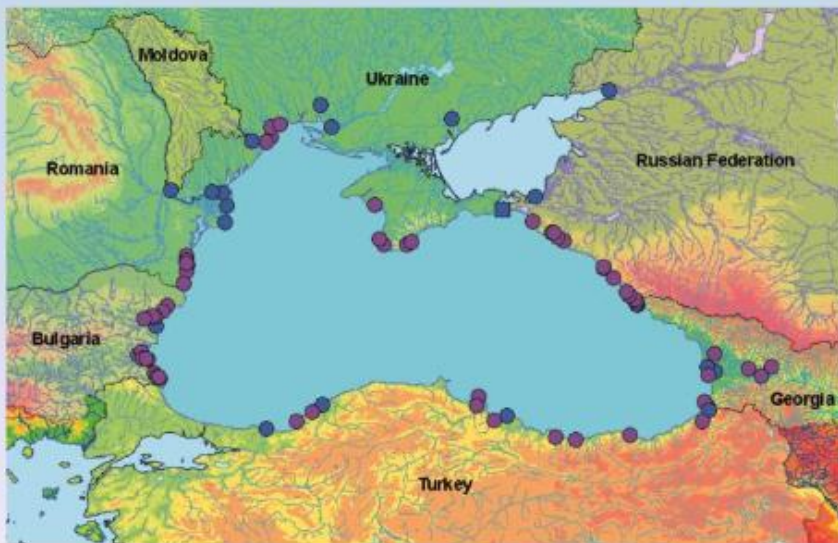 Moldova
Ukraine
Romania
Russian Federation
Bulgaria
Georgia
Turkey